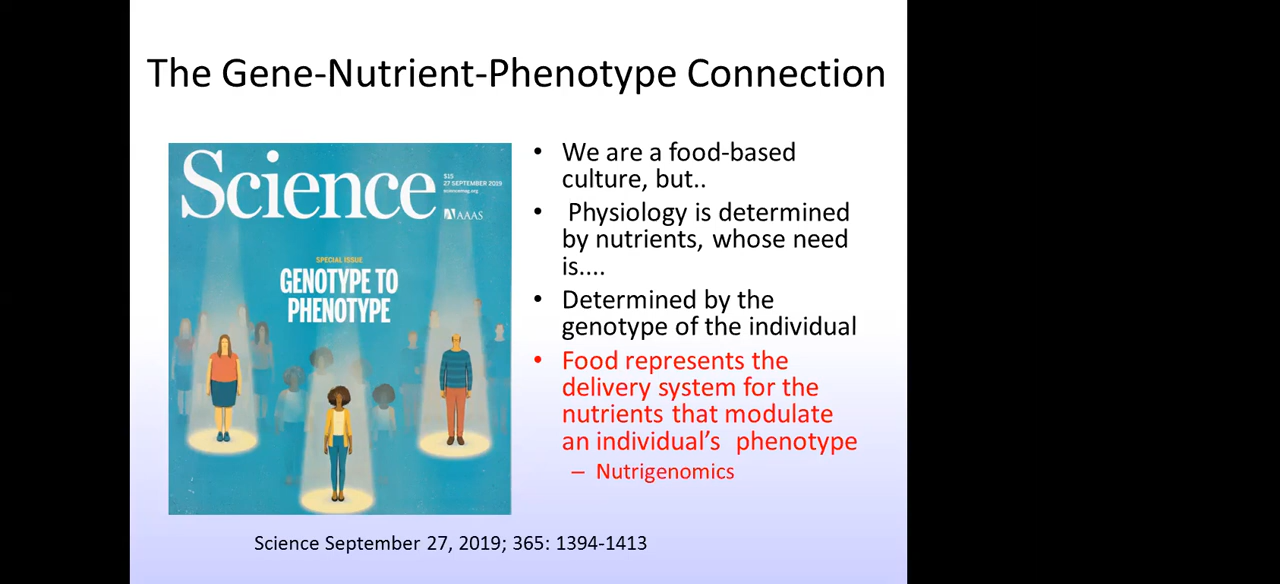 The Gene-Nutrient-Phenotype Connection
Science
$15
27 SEPTEMBER 2019
sciencemag.org
AAAS
SPECIAL ISSUE
GENOTYPE TO
PHENOTYPE
• We are a food-based
culture, but..
• Physiology is determined
by nutrients, whose need
is....
• Determined by the
genotype of the individual
• Food represents the
delivery system for the
nutrients that modulate
an individual’s phenotype
– Nutrigenomics
Science September 27, 2019; 365: 1394-1413